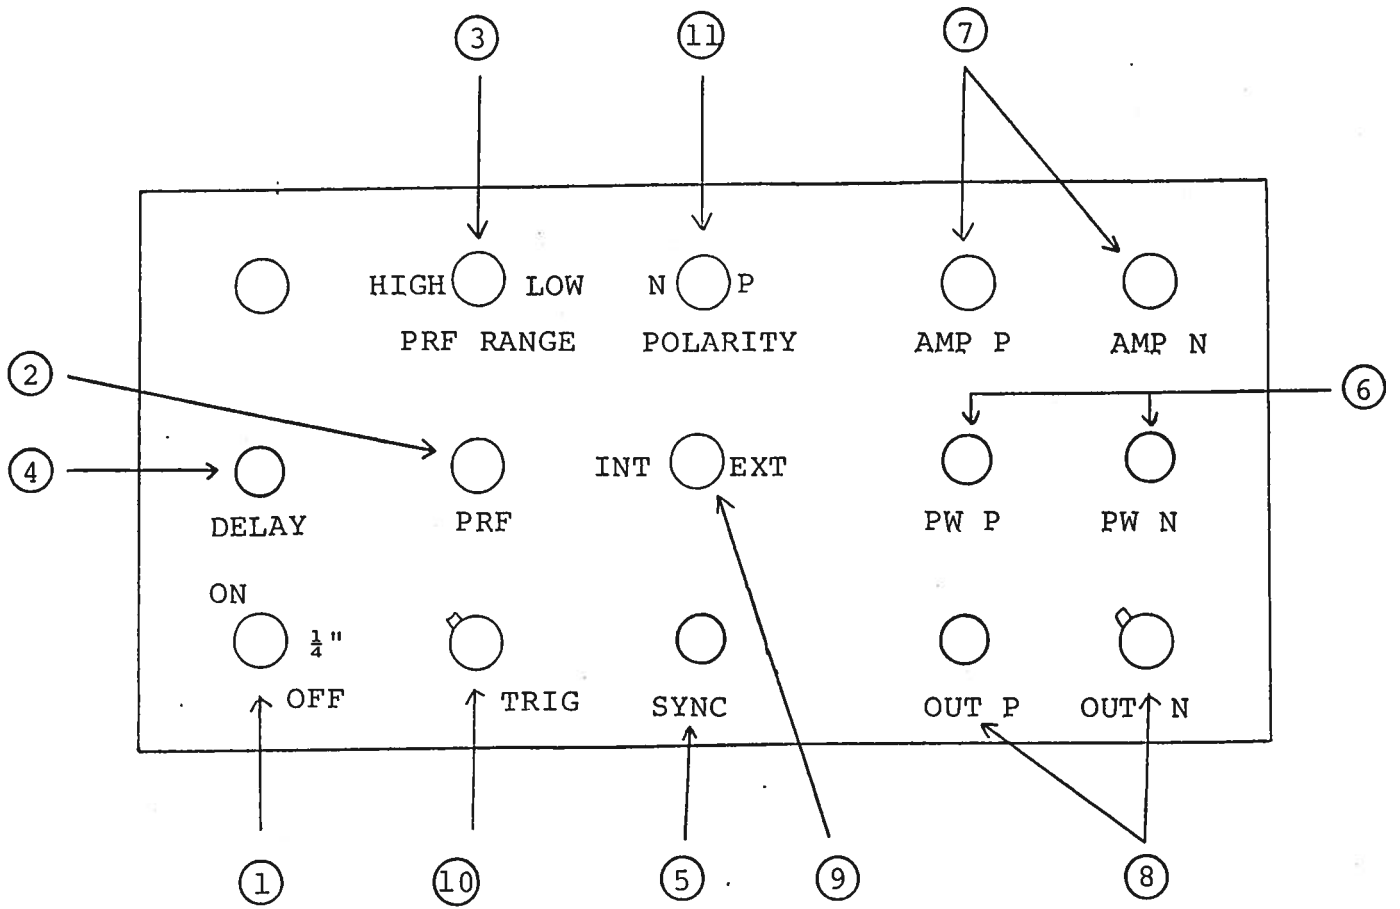 3 11 7
HIGH LOW N P
PRF RANGE POLARITY AMP P AMP N
2
6
4 INT EXT
DELAY PRF PW P PW N
ON
1/4"
OFF TRIG SYNC OUT P OUT N
1 10 5 9 8